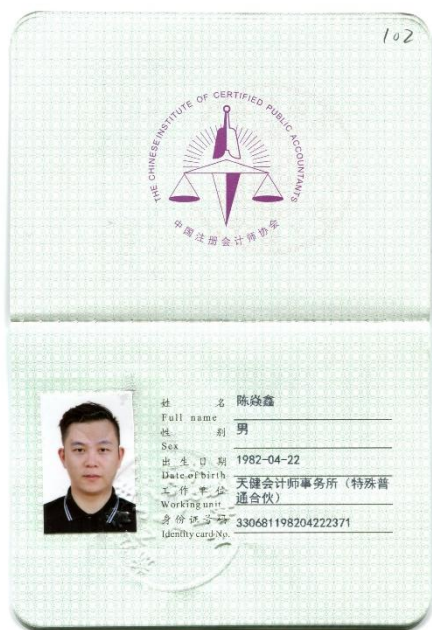 102
THE CHINESE INSTITUTE OF CERTIFIED PUBLIC ACCOUNTANTS
中国注册会计师协会
姓 名 陈焱鑫
Full name
性 别 男
Sex
出 生 日 期 1982-04-22
Date of birth
工 作 单 位 天健会计师事务所（特殊普
通合伙）
Working unit
身份证号码 330681198204222371
Identity card No.